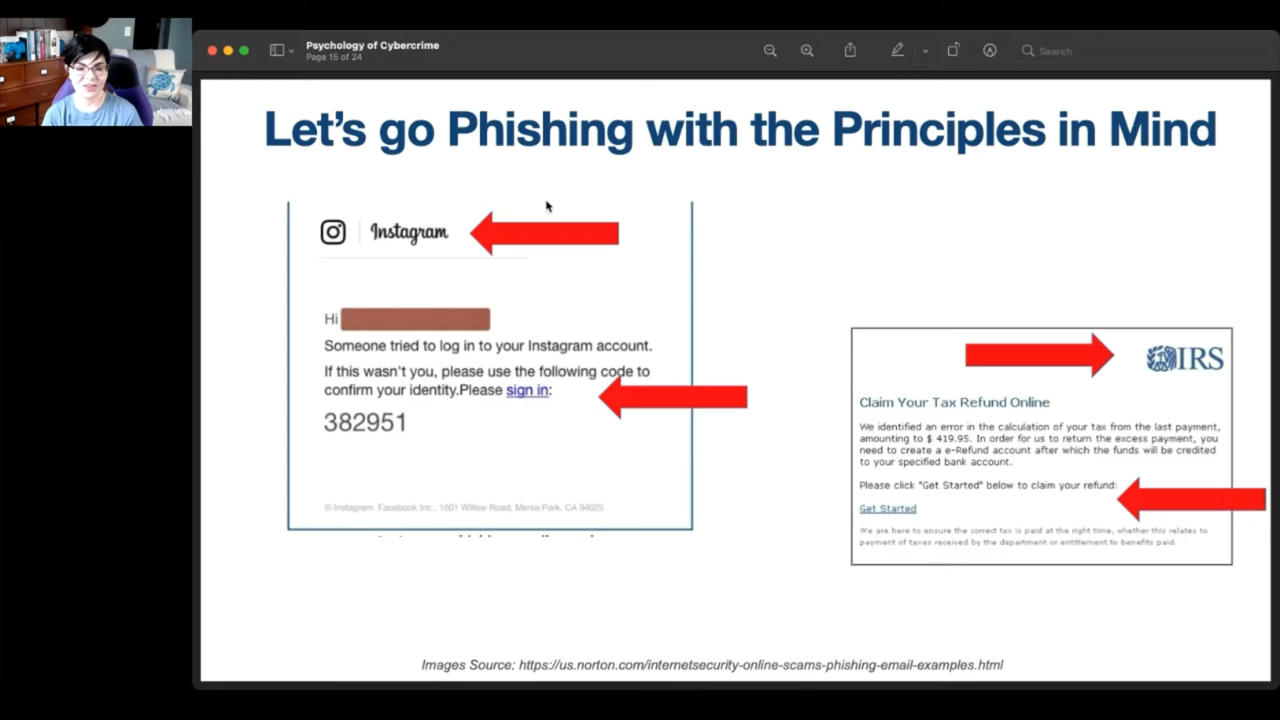 Psychology of Cybercrime
Page 15 of 24
Search
Let's go Phishing with the Principles in Mind
Instagram
Hi
Someone tried to log in to your Instagram account.
If this wasn't you, please use the following code to
confirm your identity.Please sign in:
382951
© Instagram. Facebook Inc., 1601 Willow Road, Menlo Park, CA 94025
IRS
Claim Your Tax Refund Online
We identified an error in the calculation of your tax from the last payment,
amounting to $ 419.95. In order for us to return the excess payment, you
need to create a e-Refund account after which the funds will be credited
to your specified bank account.
Please click "Get Started" below to claim your refund:
Get Started
We are here to ensure the correct tax is paid at the right time, whether this relates to
payment of taxes received by the department or entitlement to benefits paid.
Images Source: https://us.norton.com/internetsecurity-online-scams-phishing-email-examples.html